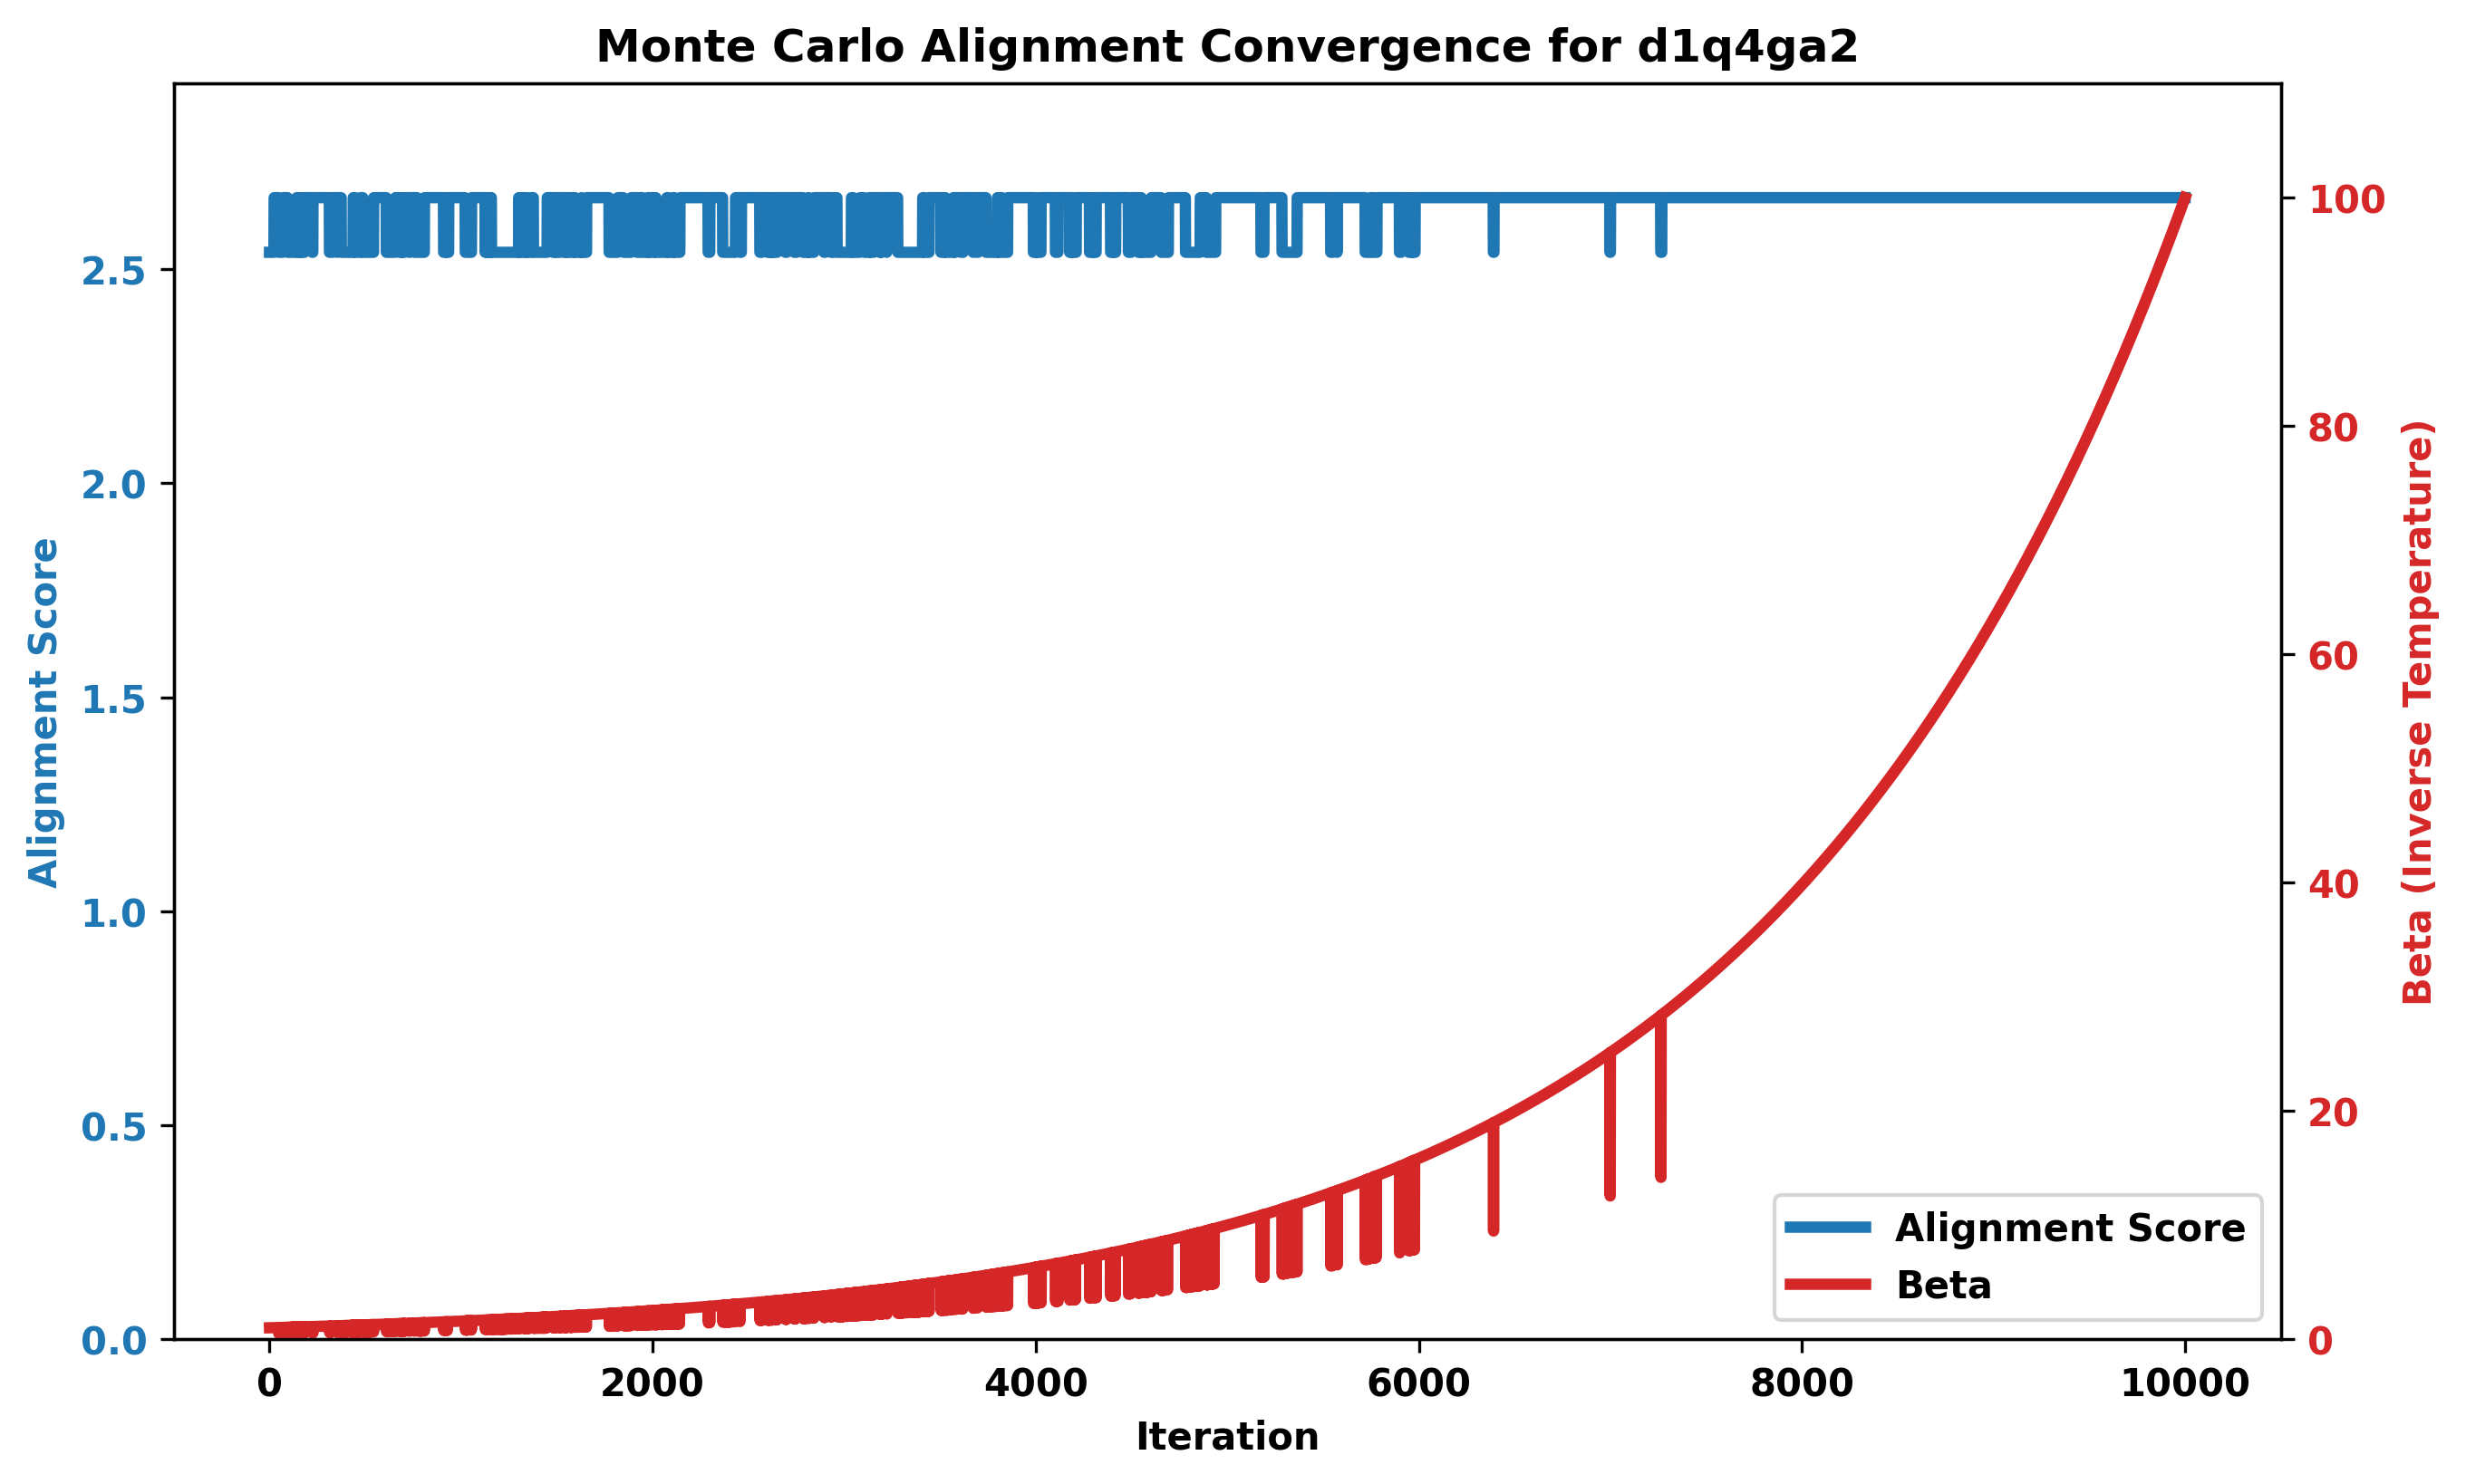 Monte Carlo Alignment Convergence for d1q4ga2
Alignment Score
2.5
2.0
1.5
1.0
0.5
0.0
100
80
60
40
20
0
Beta (Inverse Temperature)
Alignment Score
Beta
0 2000 4000 6000 8000 10000
Iteration